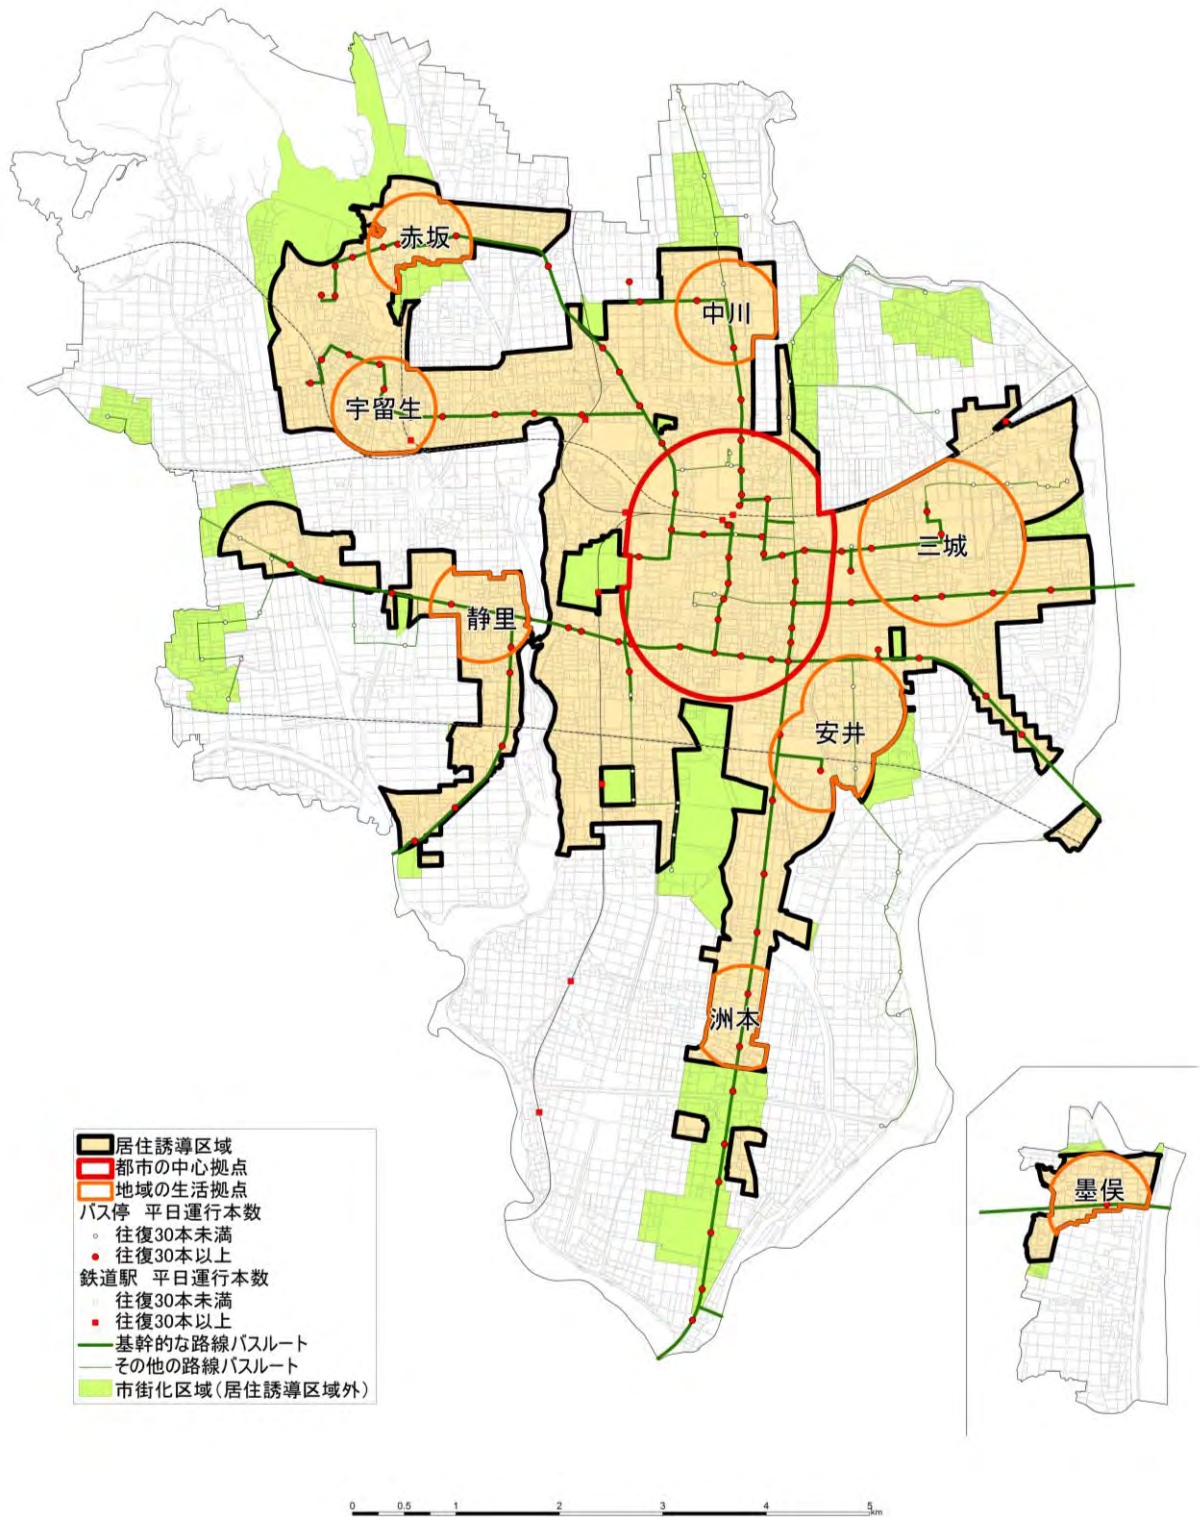 赤坂
中川
宇留生
三城
静里
安井
洲本
墨俣
居住誘導区域
都市の中心拠点
地域の生活拠点
バス停 平日運行本数
往復30本未満
往復30本以上
鉄道駅 平日運行本数
往復30本未満
往復30本以上
基幹的な路線バスルート
その他の路線バスルート
市街化区域(居住誘導区域外)
0 0.5 1 2 3 4 5
km